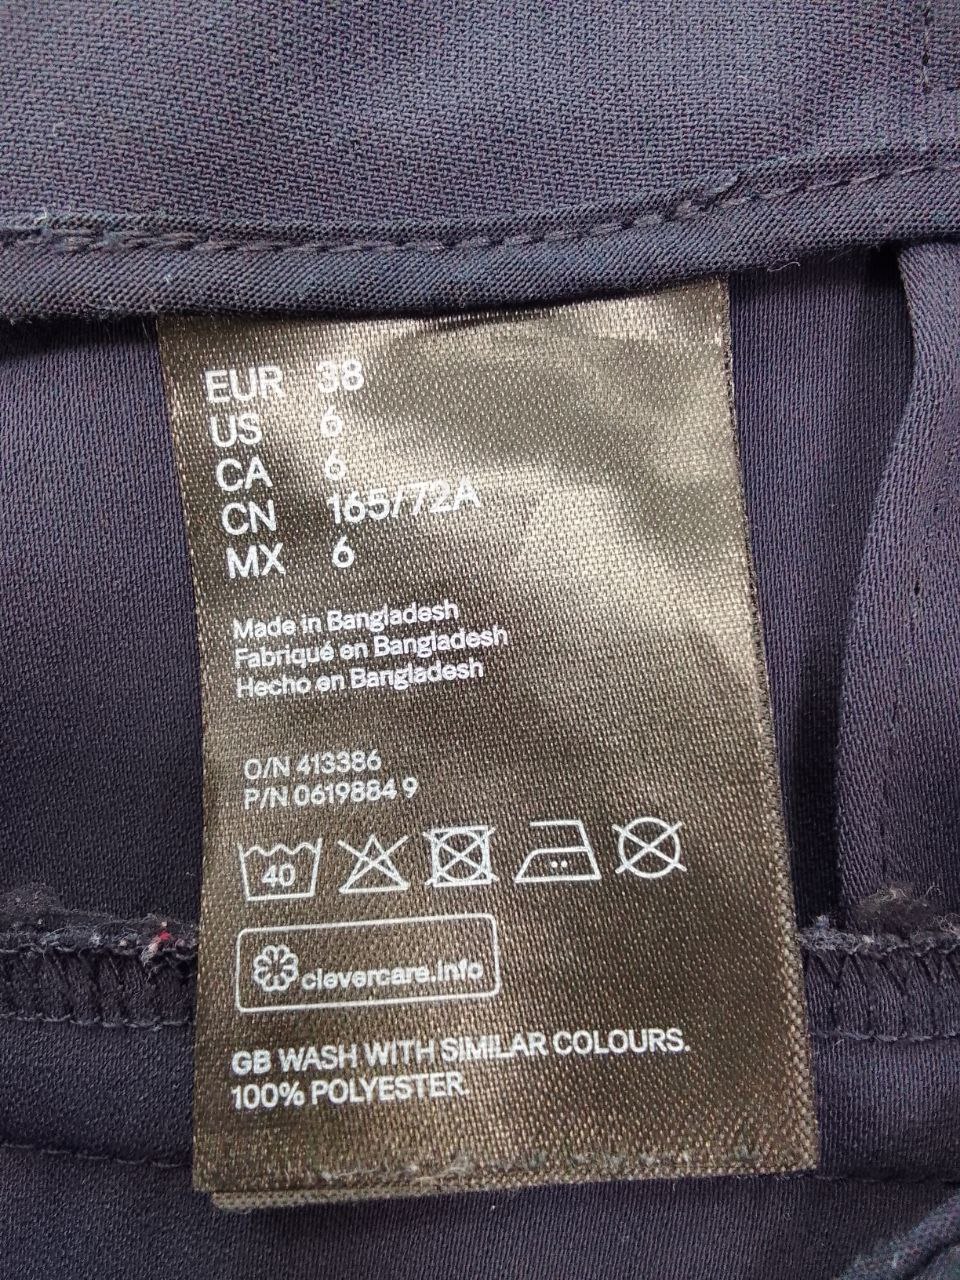 EUR 38
US 6
CA 6
CN 165/72A
MX 6
Made in Bangladesh
Fabriqué en Bangladesh
Hecho en Bangladesh
O/N 413386
P/N 0619884 9
40
clevercare.info
GB WASH WITH SIMILAR COLOURS.
100% POLYESTER.